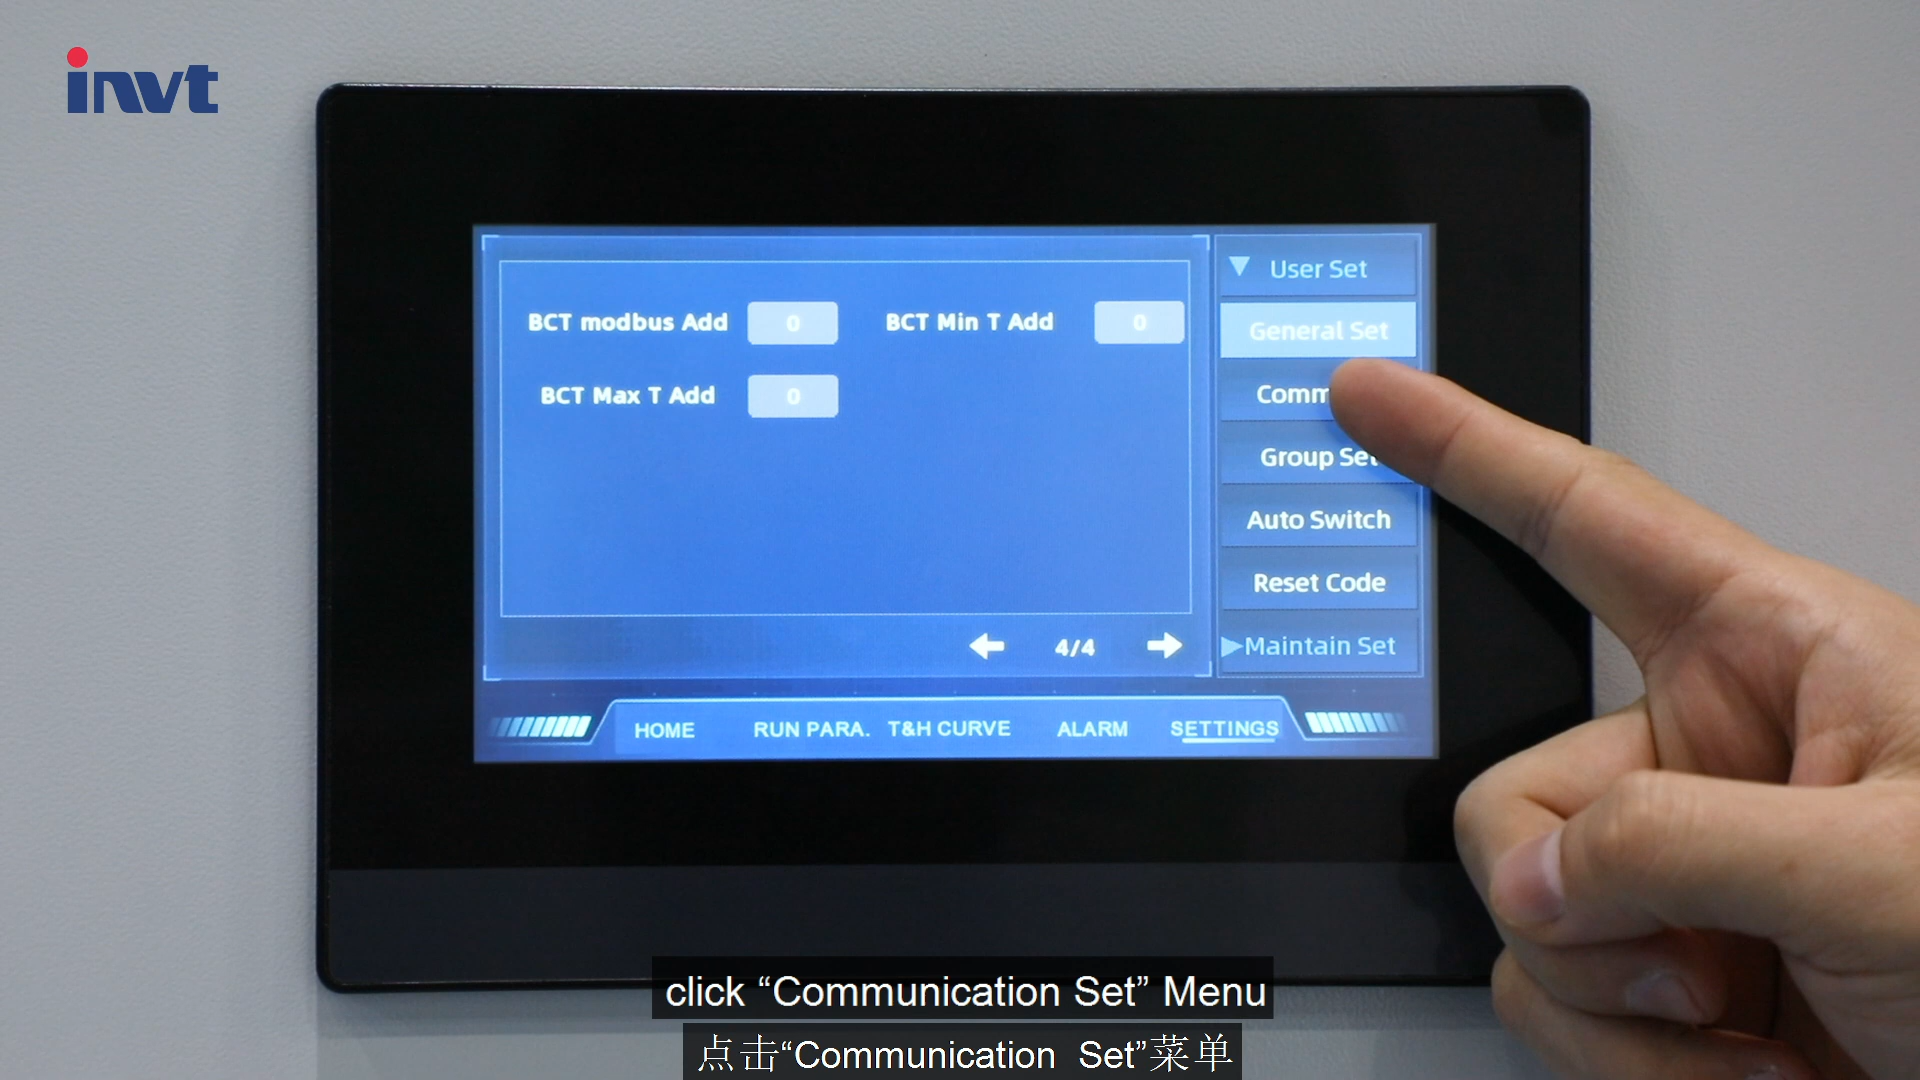 invt
User Set
BCT modbus Add 0 BCT Min T Add 0
General Set
BCT Max T Add 0
Group Set
Auto Switch
Reset Code
4/4
Maintain Set
HOME RUN PARA. T&H CURVE ALARM SETTINGS
click “Communication Set” Menu
点击“Communication Set”菜单